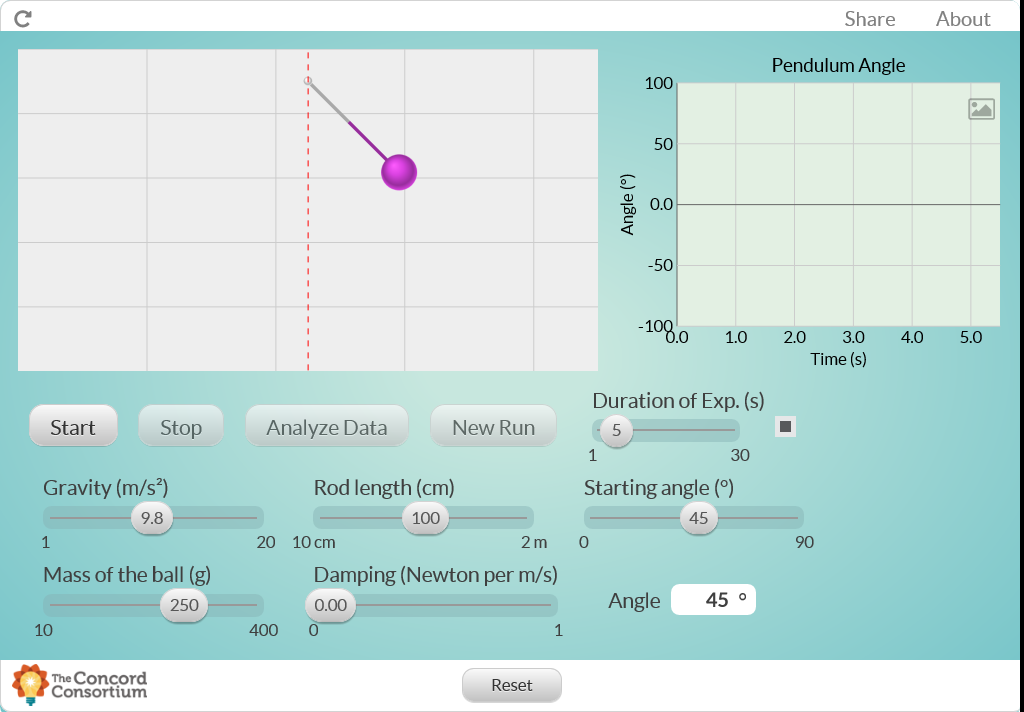 Share About
Pendulum Angle
100
50
0.0
-50
-100
Angle (°)
0.0 1.0 2.0 3.0 4.0 5.0
Time (s)
Start Stop Analyze Data New Run
Duration of Exp. (s)
5
1 30
Gravity (m/s²) Rod length (cm) Starting angle (°)
9.8 100 45
1 20 10 cm 2 m 0 90
Mass of the ball (g) Damping (Newton per m/s)
250 0.00
10 400 0 1
Angle 45 °
The Concord
Consortium
Reset